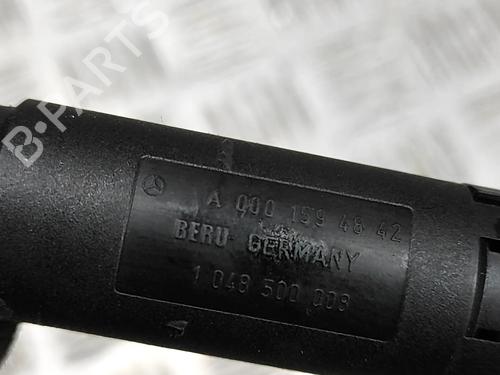 B-PARTS
A 000 159 48 42
BERU GERMANY
1 048 500 009